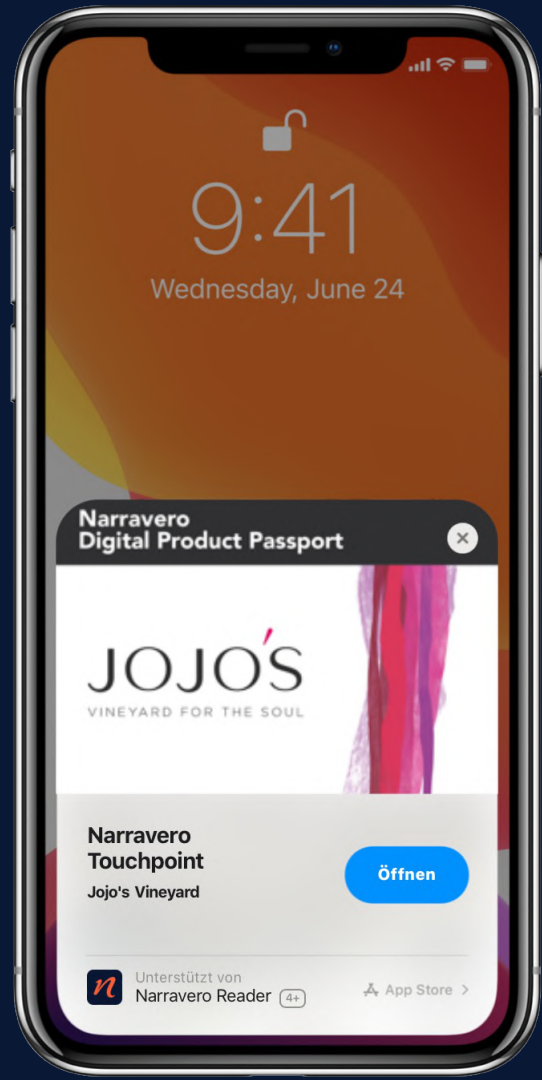 9:41
Wednesday, June 24
Narravero
Digital Product Passport
JOJO'S
VINEYARD FOR THE SOUL
Narravero
Touchpoint
Jojo's Vineyard
Öffnen
Unterstützt von
Narravero Reader 4+
App Store